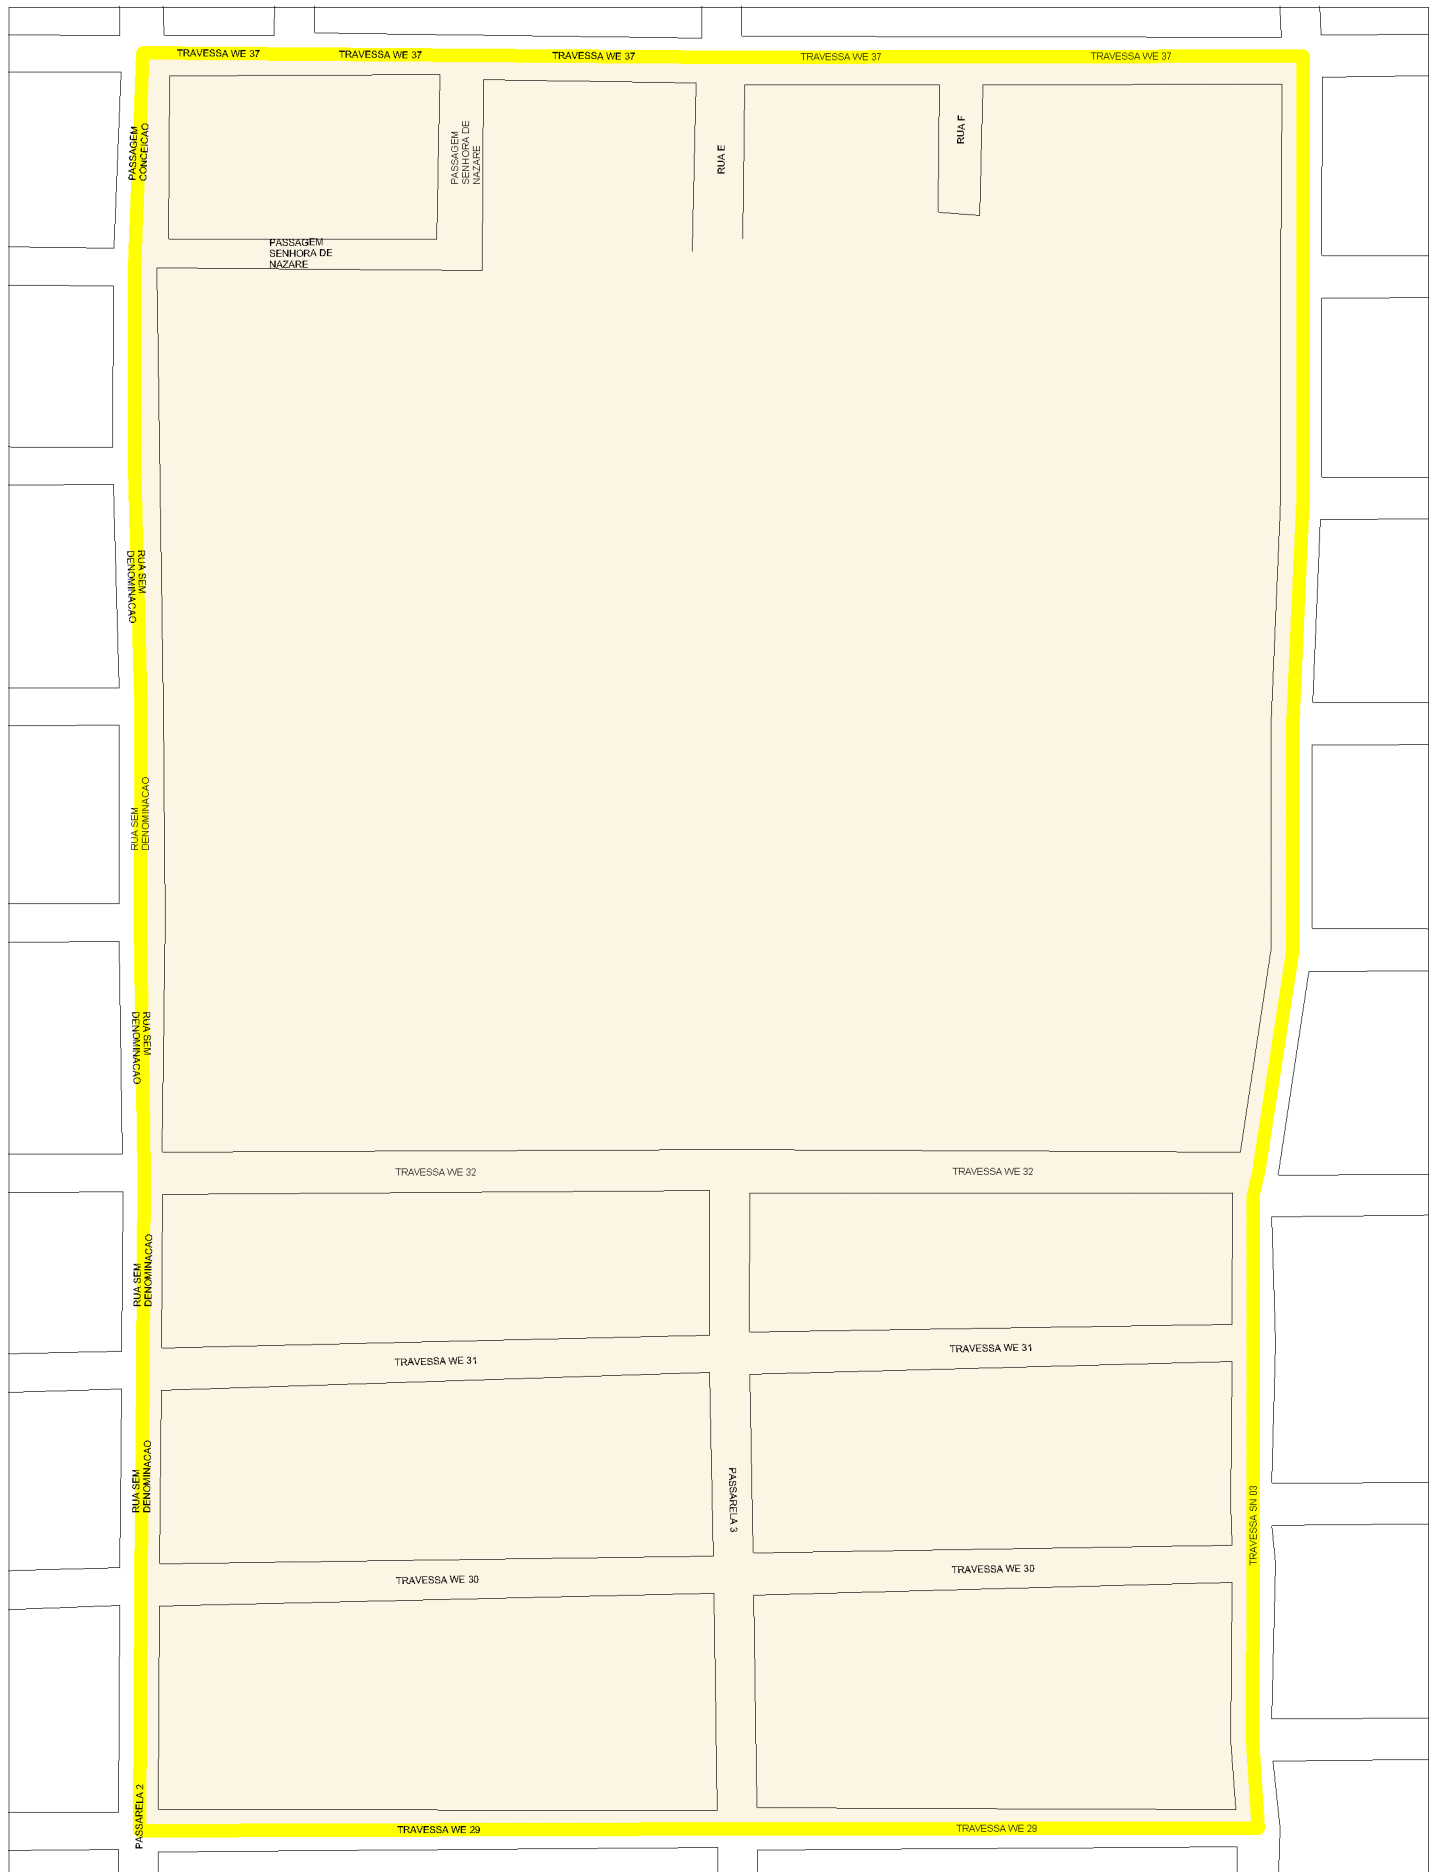 TRAVESSA WE 37
TRAVESSA WE 37
TRAVESSA WE 37
TRAVESSA WE 37
TRAVESSA WE 37
PASSAGEM
CONCEICAO
PASSAGEM
SENHORA DE
NAZARE
RUA E
RUA F
PASSAGEM
SENHORA DE
NAZARE
RUA SEM
DENOMINACAO
RUA SEM
DENOMINACAO
RUA SEM
DENOMINACAO
TRAVESSA WE 32
TRAVESSA WE 32
RUA SEM
DENOMINACAO
TRAVESSA WE 31
TRAVESSA WE 31
RUA SEM
DENOMINACAO
PASSARELA 3
TRAVESSA SN 03
TRAVESSA WE 30
TRAVESSA WE 30
PASSARELA 2
TRAVESSA WE 29
TRAVESSA WE 29